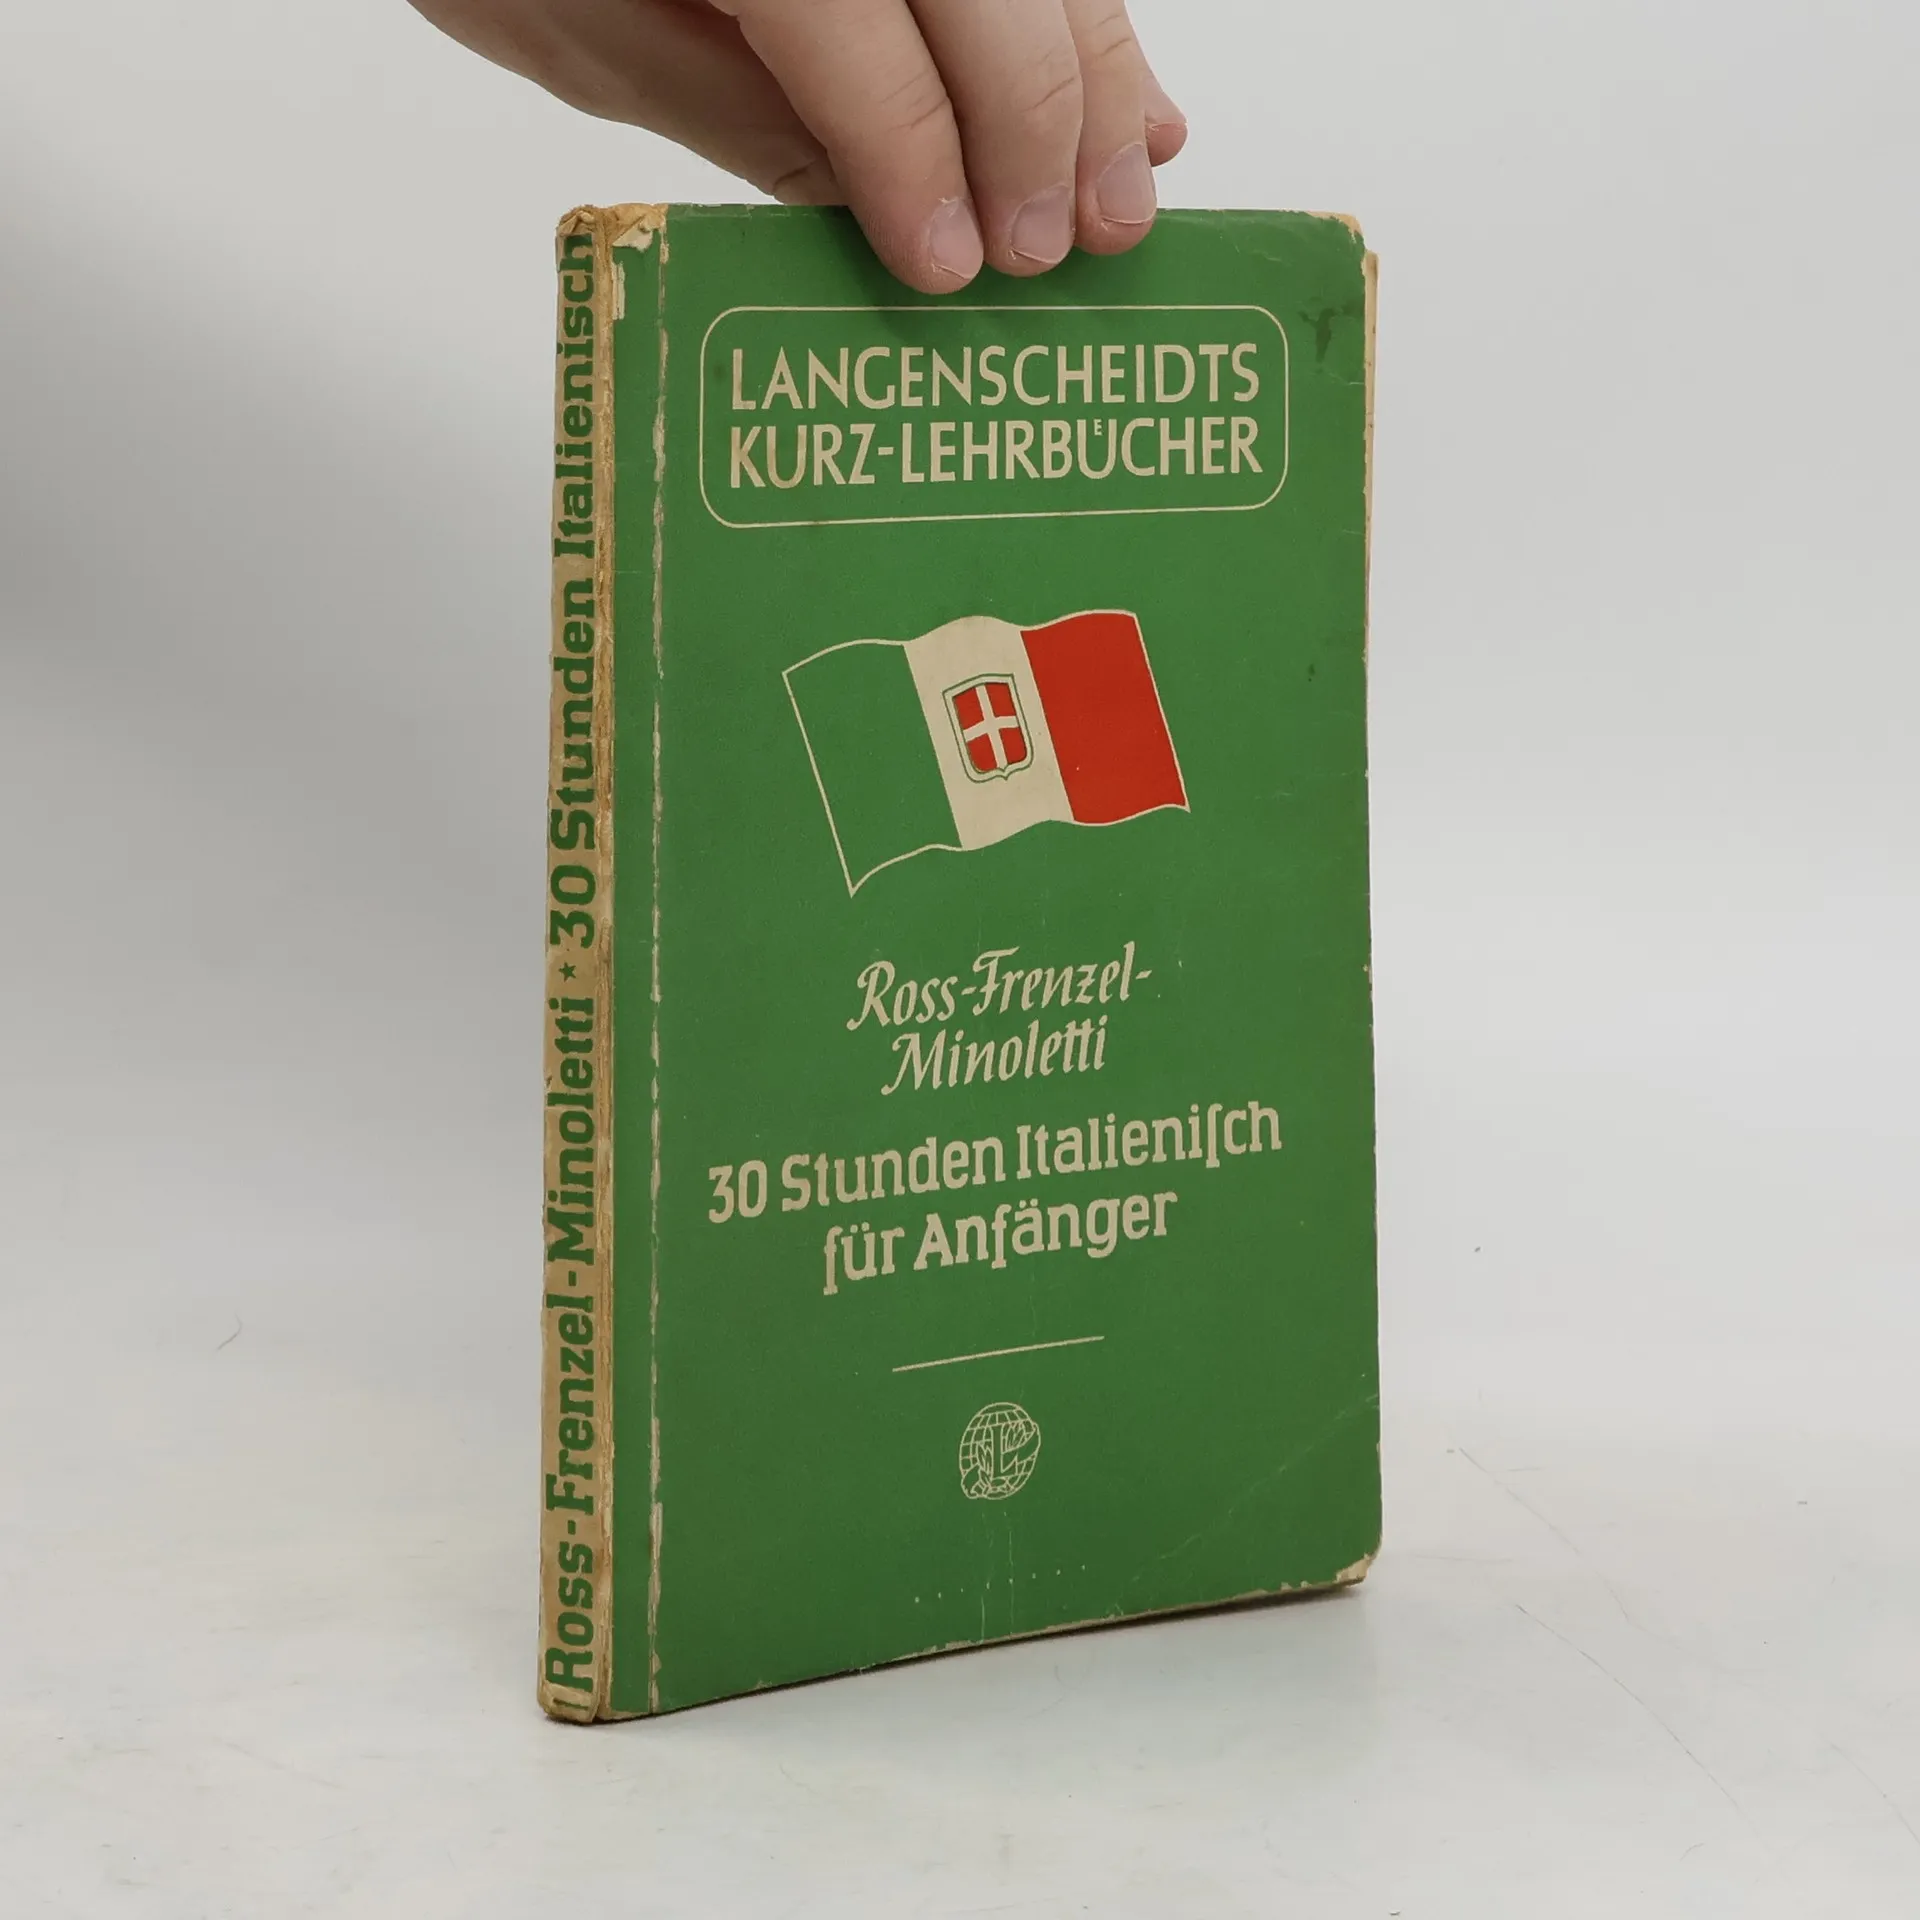 LANGENSCHEIDTS
KURZ-LEHRBÜCHER
Ross-Frenzel-
Minoletti
30 Stunden Italieniſch
für Anfänger
L
Ross-Frenzel-Minoletti * 30 Stunden Italienisch